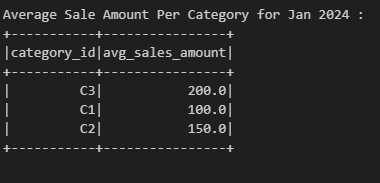 Average Sale Amount Per Category for Jan 2024 :
+-----------+----------------+
|category_id|avg_sales_amount|
+-----------+----------------+
|         C3|           200.0|
|         C1|           100.0|
|         C2|           150.0|
+-----------+----------------+